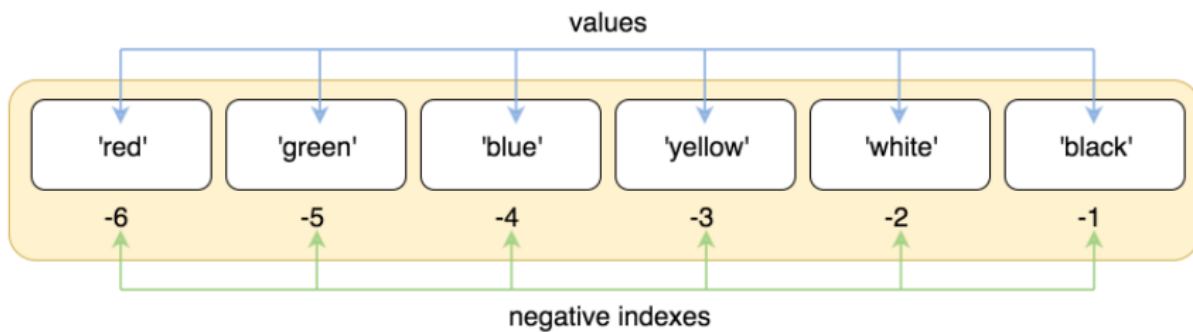 values
'red' 'green' 'blue' 'yellow' 'white' 'black'
-6 -5 -4 -3 -2 -1
negative indexes